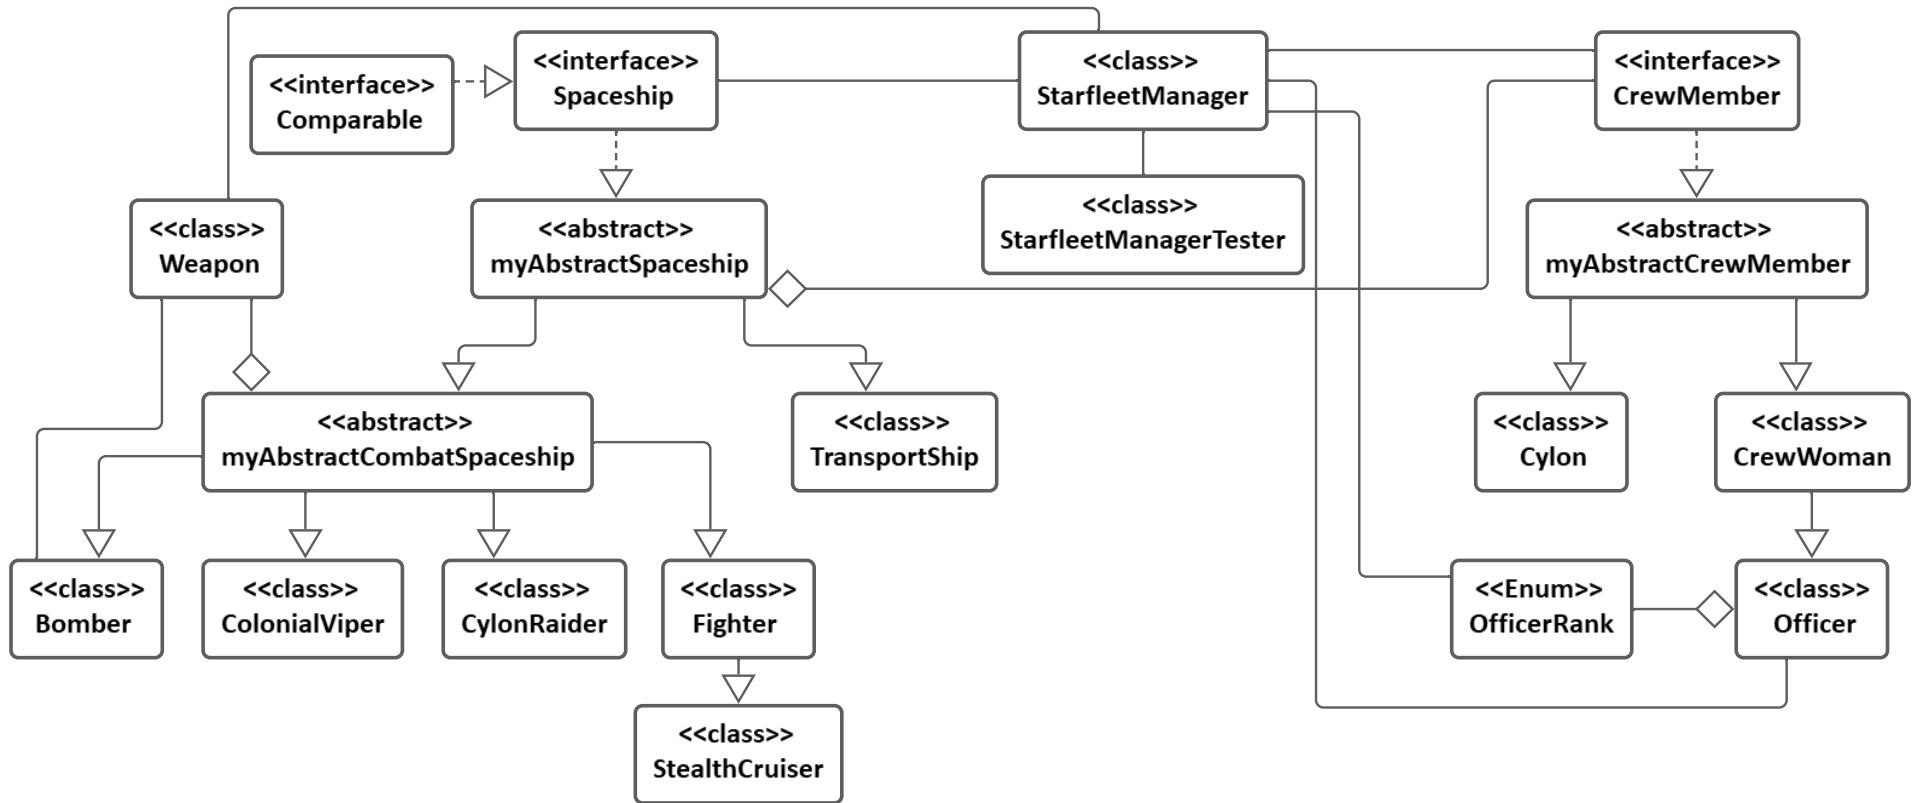 <<interface>>
Comparable
<<interface>>
Spaceship
<<class>>
StarfleetManager
<<interface>>
CrewMember
<<class>>
Weapon
<<abstract>>
myAbstractSpaceship
<<class>>
StarfleetManagerTester
<<abstract>>
myAbstractCrewMember
<<abstract>>
myAbstractCombatSpaceship
<<class>>
TransportShip
<<class>>
Cylon
<<class>>
CrewWoman
<<class>>
Bomber
<<class>>
ColonialViper
<<class>>
CylonRaider
<<class>>
Fighter
<<Enum>>
OfficerRank
<<class>>
Officer
<<class>>
StealthCruiser